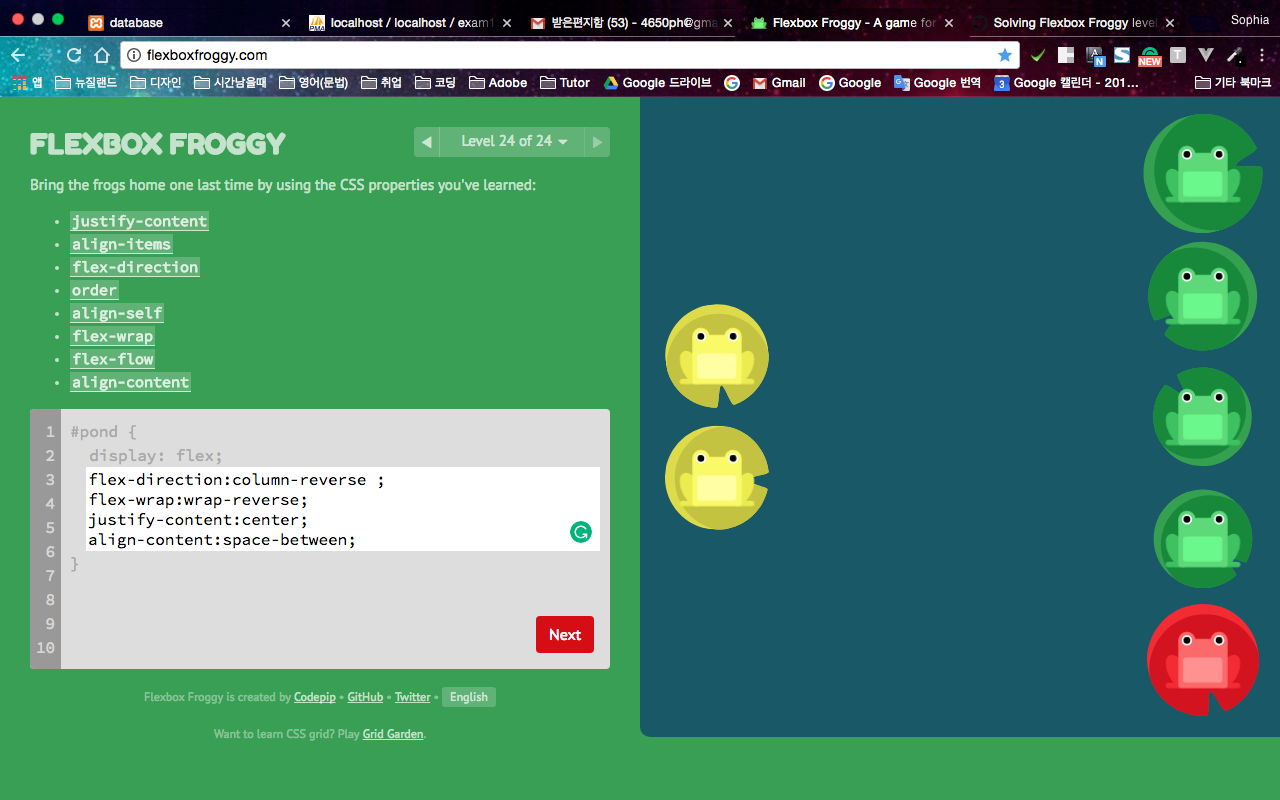 database
localhost / localhost / exam1
받은편지함 (53) - 4650ph@gma
Flexbox Froggy - A game for
Solving Flexbox Froggy level
Sophia
flexboxfroggy.com
NEW
N
S
T
앱
뉴질랜드
디자인
시간남을때
영어(문법)
취업
코딩
Adobe
Tutor
Google 드라이브
Gmail
Google
Google 번역
3
Google 캘린더 - 201...
기타 북마크
FLEXBOX FROGGY
Level 24 of 24
Bring the frogs home one last time by using the CSS properties you've learned:
• justify-content
• align-items
• flex-direction
• order
• align-self
• flex-wrap
• flex-flow
• align-content
1 #pond {
2 display: flex;
3 flex-direction:column-reverse ;
4 flex-wrap:wrap-reverse;
5 justify-content:center;
6 align-content:space-between;
7 }
8
9
10
Next
Flexbox Froggy is created by Codepip • GitHub • Twitter • English
Want to learn CSS grid? Play Grid Garden.